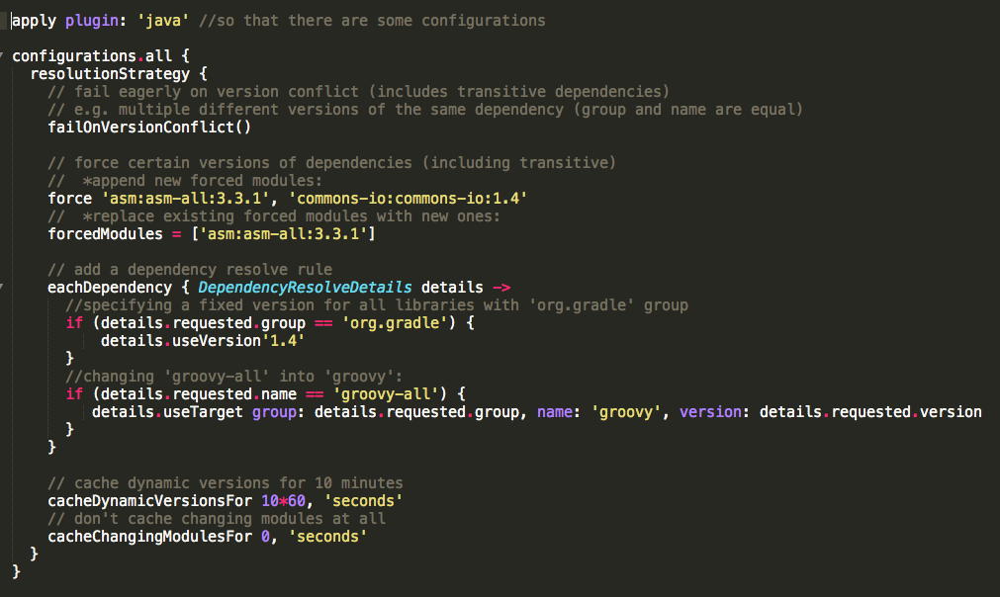 apply plugin: 'java' //so that there are some configurations

configurations.all {
  resolutionStrategy {
    // fail eagerly on version conflict (includes transitive dependencies)
    // e.g. multiple different versions of the same dependency (group and name are equal)
    failOnVersionConflict()

    // force certain versions of dependencies (including transitive)
    //  *append new forced modules:
    force 'asm:asm-all:3.3.1', 'commons-io:commons-io:1.4'
    //  *replace existing forced modules with new ones:
    forcedModules = ['asm:asm-all:3.3.1']

    // add a dependency resolve rule
    eachDependency { DependencyResolveDetails details ->
      //specifying a fixed version for all libraries with 'org.gradle' group
      if (details.requested.group == 'org.gradle') {
          details.useVersion'1.4'
      }
      //changing 'groovy-all' into 'groovy':
      if (details.requested.name == 'groovy-all') {
         details.useTarget group: details.requested.group, name: 'groovy', version: details.requested.version
      }
    }

    // cache dynamic versions for 10 minutes
    cacheDynamicVersionsFor 10*60, 'seconds'
    // don't cache changing modules at all
    cacheChangingModulesFor 0, 'seconds'
  }
}